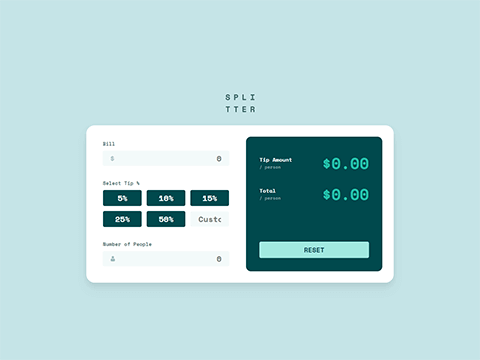 SPLI
TTER
Bill
$ 0
Select Tip %
5% 10% 15%
25% 50% Custo
Number of People
0
Tip Amount
/ person
$0.00
Total
/ person
$0.00
RESET